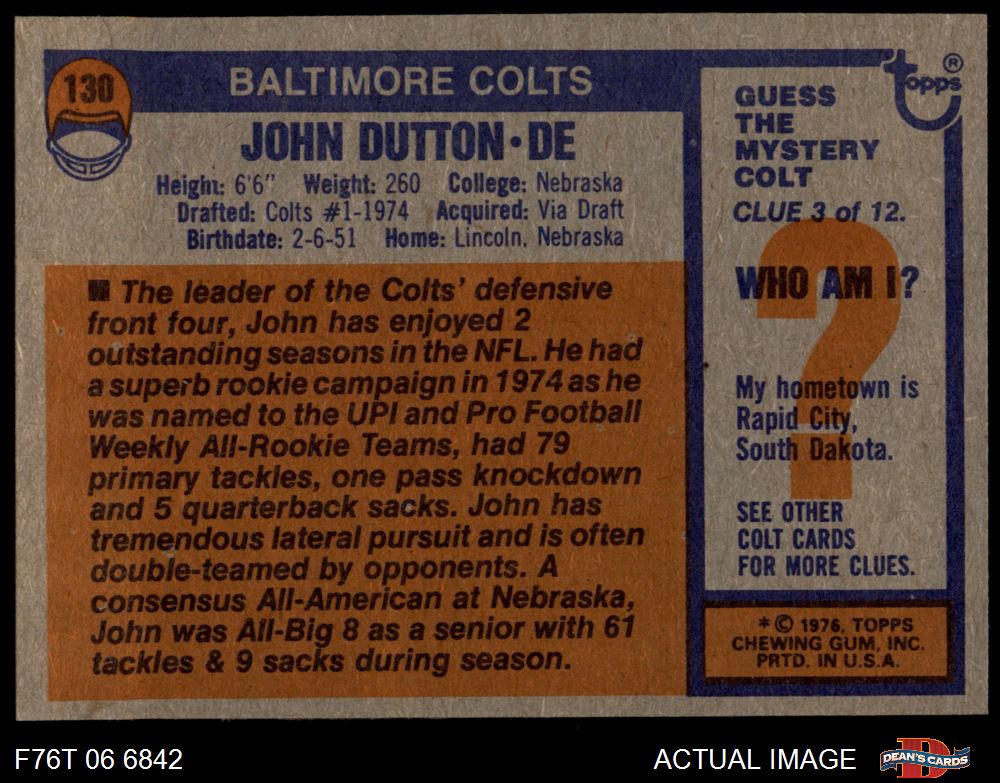 130
BALTIMORE COLTS
JOHN DUTTON•DE
Height: 6'6" Weight: 260 College: Nebraska
Drafted: Colts #1-1974 Acquired: Via Draft
Birthdate: 2-6-51 Home: Lincoln, Nebraska
■ The leader of the Colts' defensive
front four, John has enjoyed 2
outstanding seasons in the NFL. He had
a superb rookie campaign in 1974 as he
was named to the UPI and Pro Football
Weekly All-Rookie Teams, had 79
primary tackles, one pass knockdown
and 5 quarterback sacks. John has
tremendous lateral pursuit and is often
double-teamed by opponents. A
consensus All-American at Nebraska,
John was All-Big 8 as a senior with 61
tackles & 9 sacks during season.
Topps ®
GUESS
THE
MYSTERY
COLT
CLUE 3 of 12.
WHO AM I?
?
My hometown is
Rapid City,
South Dakota.
SEE OTHER
COLT CARDS
FOR MORE CLUES.
* © 1976, TOPPS
CHEWING GUM, INC.
PRTD. IN U.S.A.
F76T 06 6842
ACTUAL IMAGE
D
DEAN'S CARDS